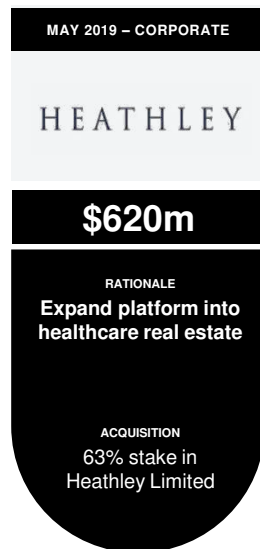 MAY 2019 – CORPORATE
HEATHLEY
$620m
RATIONALE
Expand platform into
healthcare real estate
ACQUISITION
63% stake in
Heathley Limited